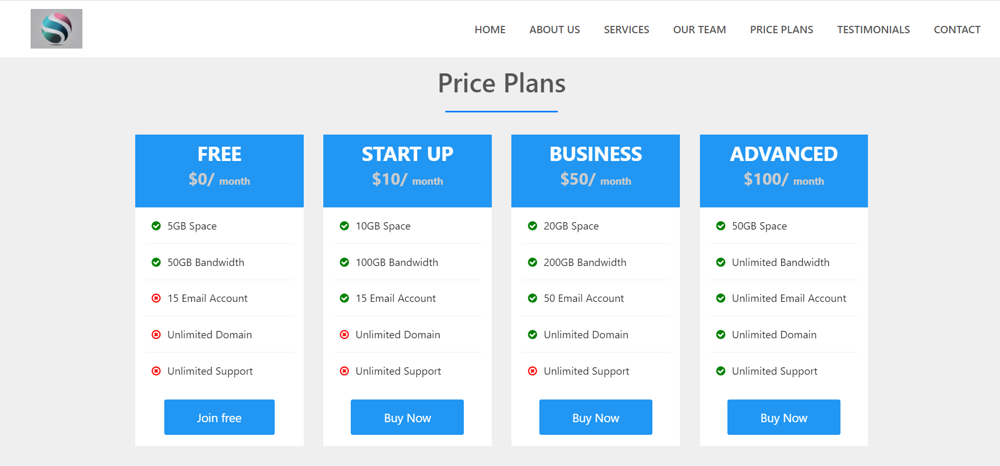 HOME ABOUT US SERVICES OUR TEAM PRICE PLANS TESTIMONIALS CONTACT
Price Plans
FREE
$0/ month
5GB Space
50GB Bandwidth
15 Email Account
Unlimited Domain
Unlimited Support
Join free
START UP
$10/ month
10GB Space
100GB Bandwidth
15 Email Account
Unlimited Domain
Unlimited Support
Buy Now
BUSINESS
$50/ month
20GB Space
200GB Bandwidth
50 Email Account
Unlimited Domain
Unlimited Support
Buy Now
ADVANCED
$100/ month
50GB Space
Unlimited Bandwidth
Unlimited Email Account
Unlimited Domain
Unlimited Support
Buy Now